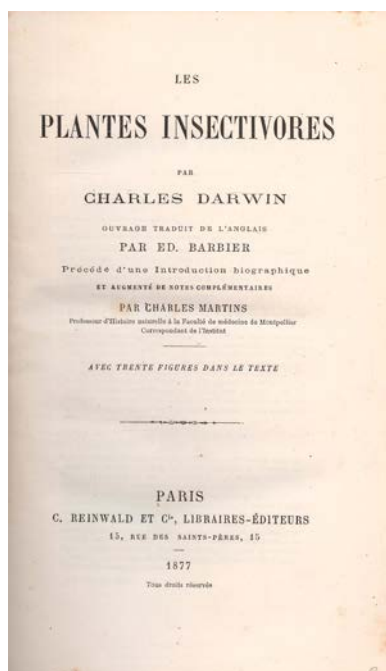 LES
PLANTES INSECTIVORES
PAR
CHARLES DARWIN
OUVRAGE TRADUIT DE L'ANGLAIS
PAR ED. BARBIER
Précédé d'une Introduction biographique
ET AUGMENTÉ DE NOTES COMPLÉMENTAIRES
PAR CHARLES MARTINS
Professeur d'Histoire naturelle à la Faculté de médecine de Montpellier
Correspondant de l'Institut
AVEC TRENTE FIGURES DANS LE TEXTE
PARIS
C. REINWALD ET Cie, LIBRAIRES-ÉDITEURS
15, RUE DES SAINTS-PÈRES, 15
1877
Tous droits réservés